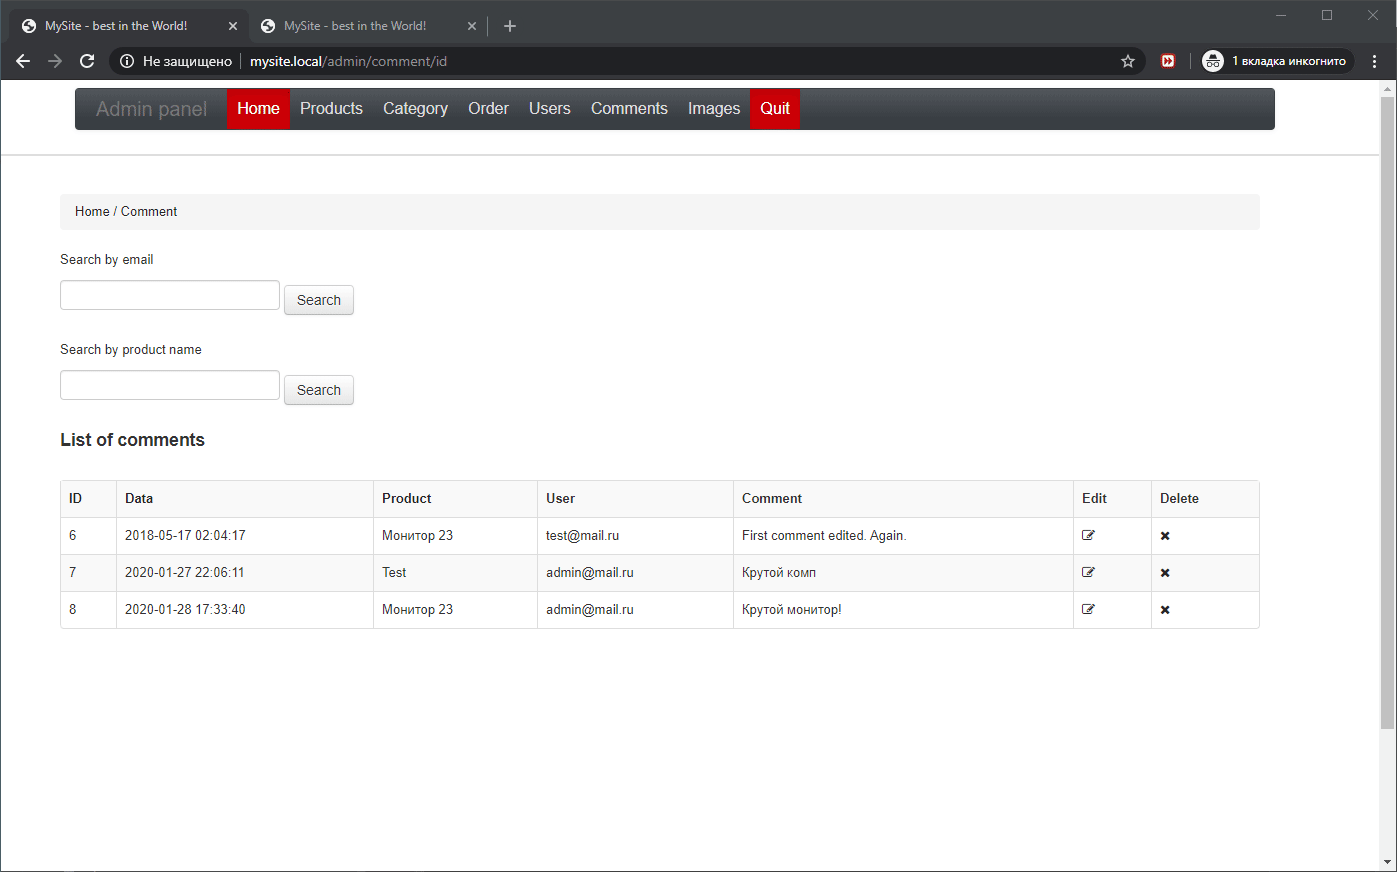 MySite - best in the World! MySite - best in the World!
Не защищено mysite.local/admin/comment/id 1 вкладка инкогнито
Admin panel Home Products Category Order Users Comments Images Quit
Home / Comment
Search by email
Search
Search by product name
Search
List of comments
ID Data Product User Comment Edit Delete
6 2018-05-17 02:04:17 Монитор 23 test@mail.ru First comment edited. Again.
7 2020-01-27 22:06:11 Test admin@mail.ru Крутой комп
8 2020-01-28 17:33:40 Монитор 23 admin@mail.ru Крутой монитор!